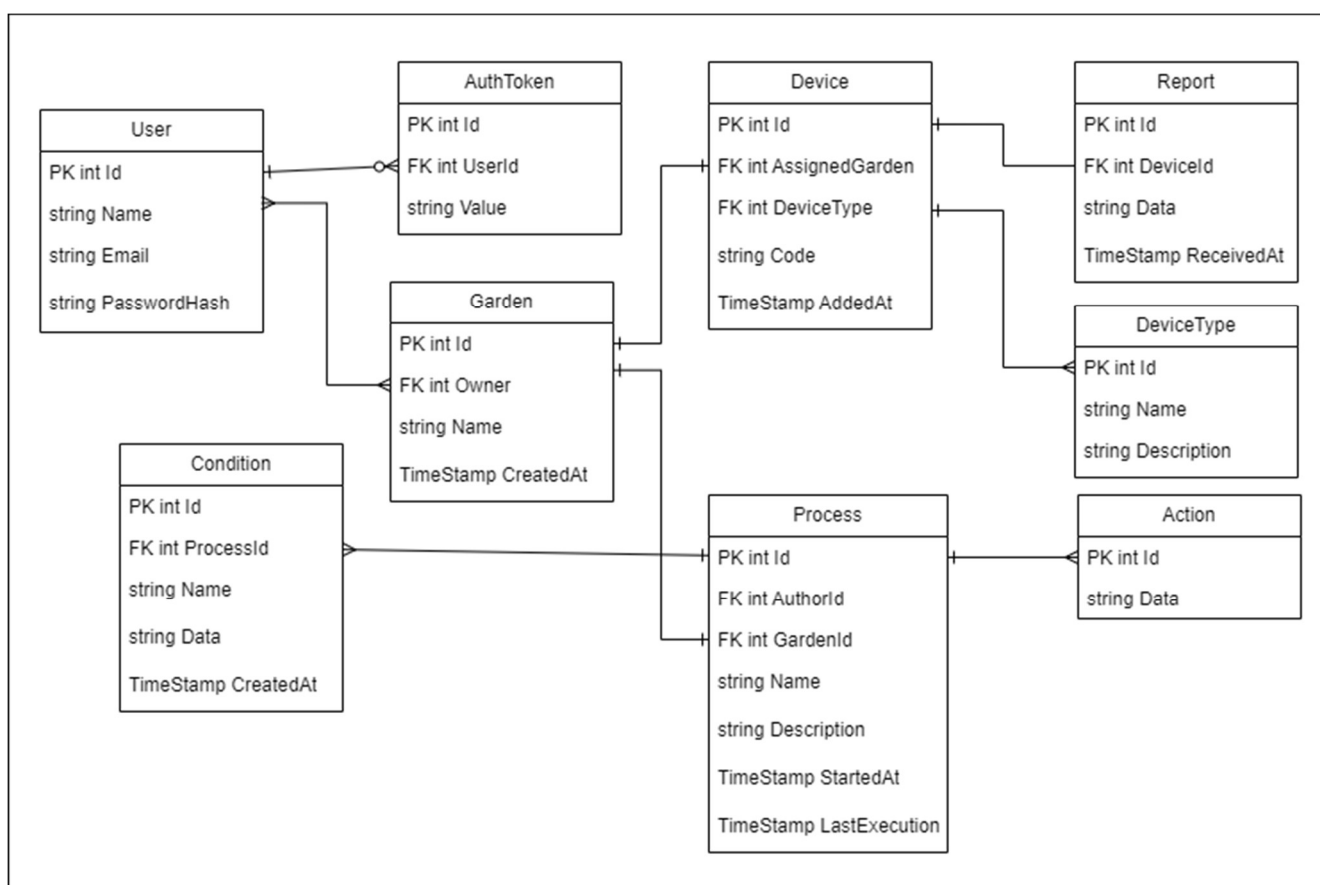 User
PK int Id
string Name
string Email
string PasswordHash
AuthToken
PK int Id
FK int UserId
string Value
Device
PK int Id
FK int AssignedGarden
FK int DeviceType
string Code
TimeStamp AddedAt
Report
PK int Id
FK int DeviceId
string Data
TimeStamp ReceivedAt
Garden
PK int Id
FK int Owner
string Name
TimeStamp CreatedAt
DeviceType
PK int Id
string Name
string Description
Condition
PK int Id
FK int ProcessId
string Name
string Data
TimeStamp CreatedAt
Process
PK int Id
FK int AuthorId
FK int GardenId
string Name
string Description
TimeStamp StartedAt
TimeStamp LastExecution
Action
PK int Id
string Data